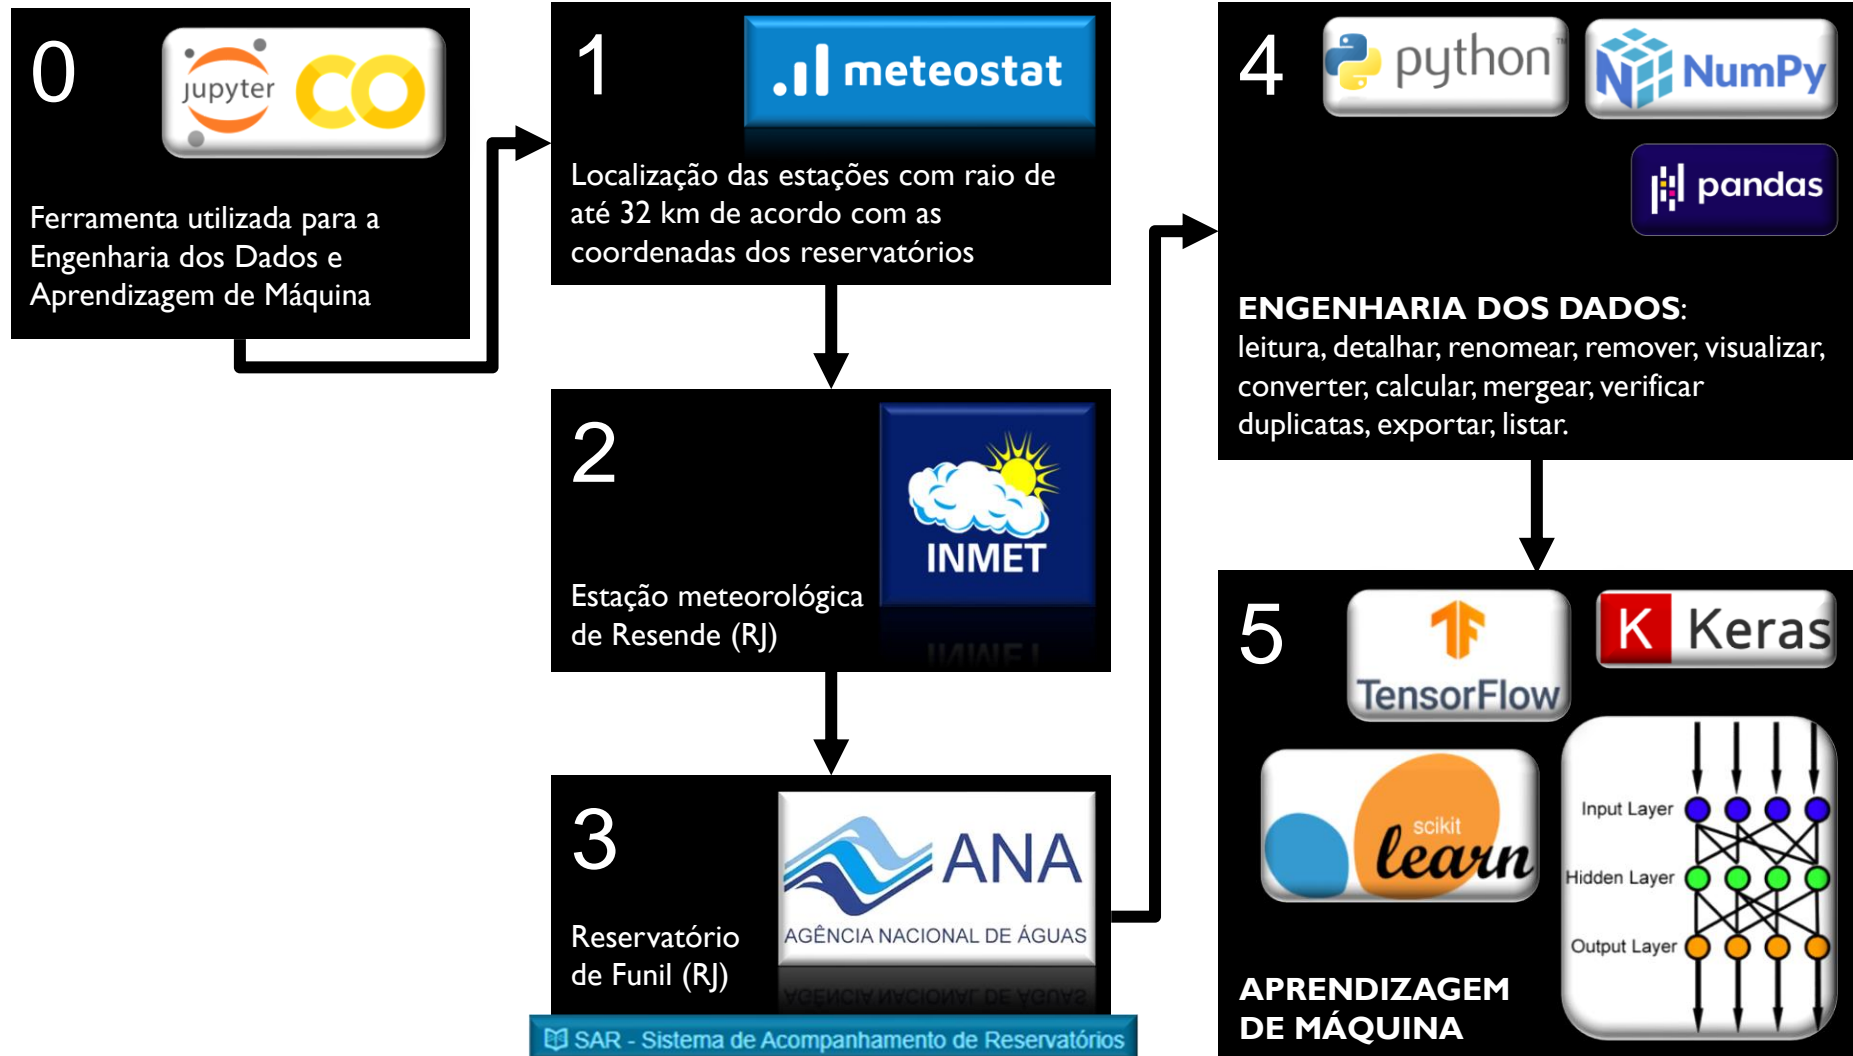 0
jupyter
CO
Ferramenta utilizada para a
Engenharia dos Dados e
Aprendizagem de Máquina
1
meteostat
Localização das estações com raio de
até 32 km de acordo com as
coordenadas dos reservatórios
2
INMET
Estação meteorológica
de Resende (RJ)
3
ANA
AGÊNCIA NACIONAL DE ÁGUAS
Reservatório
de Funil (RJ)
SAR - Sistema de Acompanhamento de Reservatórios
4
python™
NumPy
pandas
ENGENHARIA DOS DADOS:
leitura, detalhar, renomear, remover, visualizar,
converter, calcular, mergear, verificar
duplicatas, exportar, listar.
5
TensorFlow
K Keras
scikit
learn
Input Layer
Hidden Layer
Output Layer
APRENDIZAGEM
DE MÁQUINA